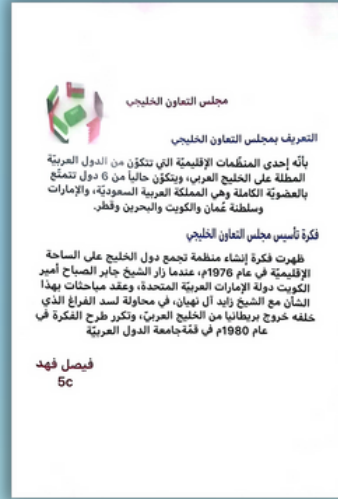 مجلس التعاون الخليجي
التعريف بمجلس التعاون الخليجي
بأنّه إحدى المنظَّمات الإقليميّة التي تتكوّن من الدول العربيّة
المطلة على الخليج العربي، ويتكوّن حالياً من 6 دول تتمتّع
بالعضويّة الكاملة وهي المملكة العربية السعوديّة، والإمارات
وسلطنة عُمان والكويت والبحرين وقطر.
فكرة تأسيس مجلس التعاون الخليجي
ظهرت فكرة إنشاء منظمة تجمع دول الخليج على الساحة
الإقليميّة في عام 1976م، عندما زار الشيخ جابر الصباح أمير
الكويت دولة الإمارات العربيّة المتحدة، وعقد مباحثات بهذا
الشأن مع الشيخ زايد آل نهيان، في محاولة لسد الفراغ الذي
خلفه خروج بريطانيا من الخليج العربيّ، وتكرر طرح الفكرة في
عام 1980م في قمّةجامعة الدول العربيّة
فيصل فهد
5c